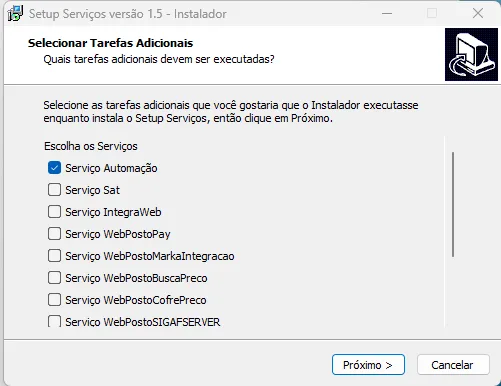 Setup Serviços versão 1.5 - Instalador
Selecionar Tarefas Adicionais
Quais tarefas adicionais devem ser executadas?
Selecione as tarefas adicionais que você gostaria que o Instalador executasse
enquanto instala o Setup Serviços, então clique em Próximo.
Escolha os Serviços
Serviço Automação
Serviço Sat
Serviço IntegraWeb
Serviço WebPostoPay
Serviço WebPostoMarkaIntegracao
Serviço WebPostoBuscaPreco
Serviço WebPostoCofrePreco
Serviço WebPostoSIGAFSERVER
Próximo >
Cancelar